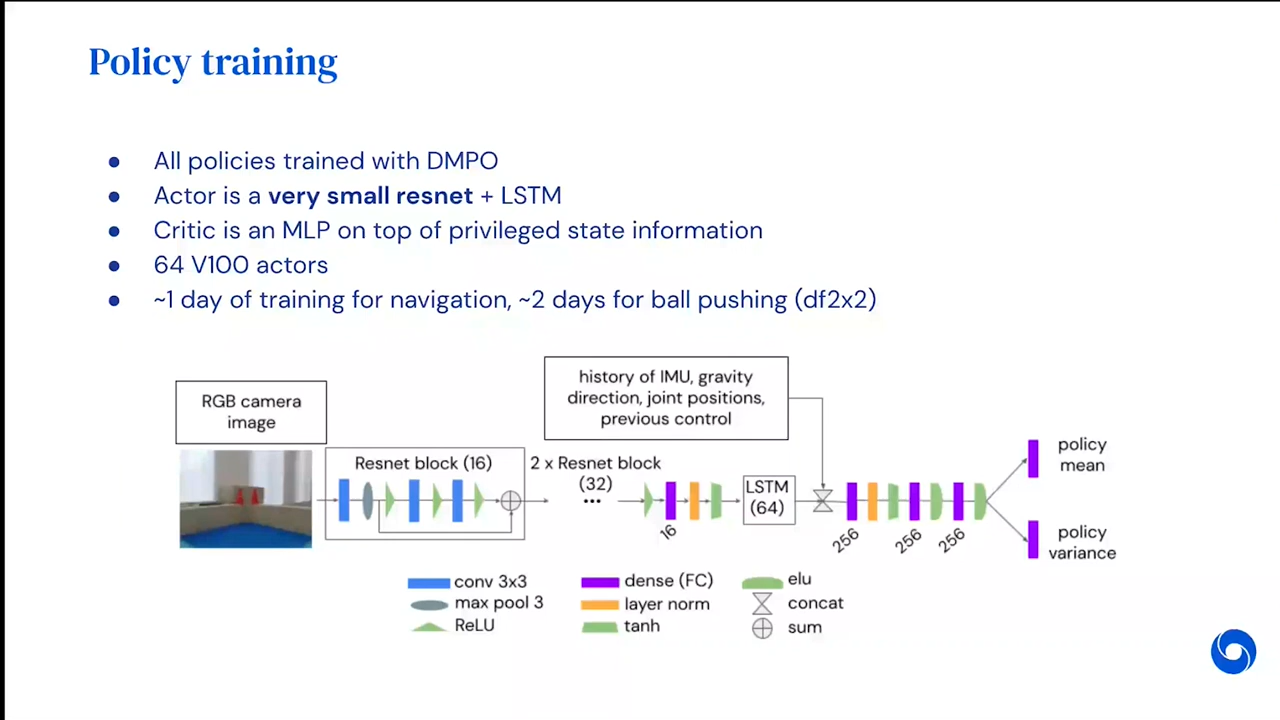 Policy training
All policies trained with DMPO
Actor is a very small resnet + LSTM
Critic is an MLP on top of privileged state information
64 V100 actors
~1 day of training for navigation, ~2 days for ball pushing (df2x2)
RGB camera
image
history of IMU, gravity
direction, joint positions,
previous control
Resnet block (16)
2 x Resnet block
(32)
...
16
LSTM
(64)
256
256
256
policy
mean
policy
variance
conv 3x3
max pool 3
ReLU
dense (FC)
layer norm
tanh
elu
concat
sum